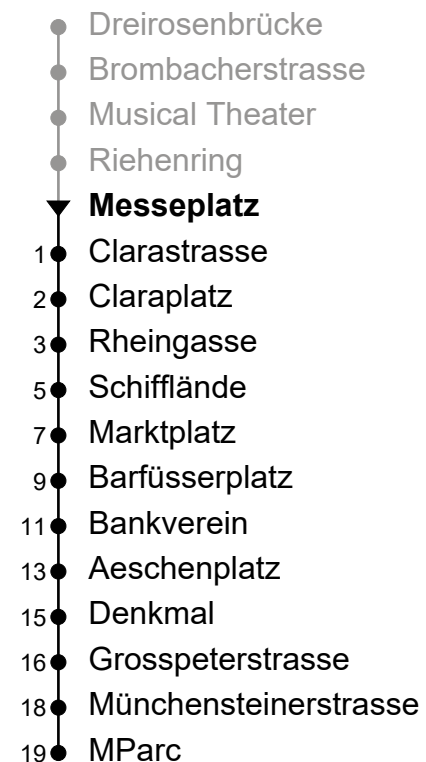 Dreirosenbrücke
Brombacherstrasse
Musical Theater
Riehenring
Messeplatz
1 Clarastrasse
2 Claraplatz
3 Rheingasse
5 Schifflände
7 Marktplatz
9 Barfüsserplatz
11 Bankverein
13 Aeschenplatz
15 Denkmal
16 Grosspeterstrasse
18 Münchensteinerstrasse
19 MParc